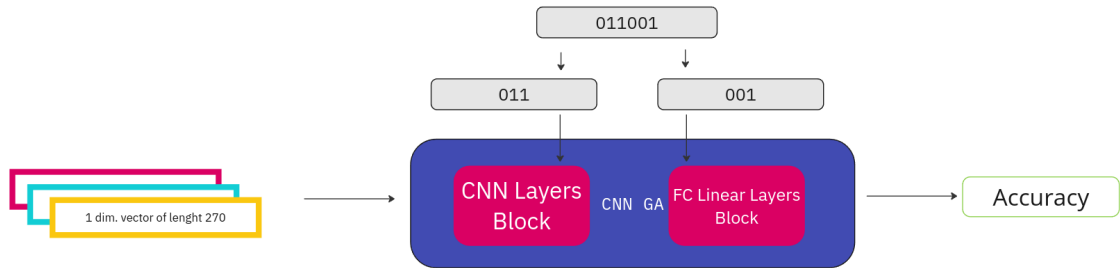 011001
011
001
1 dim. vector of lenght 270
CNN Layers
Block
CNN GA
FC Linear Layers
Block
Accuracy